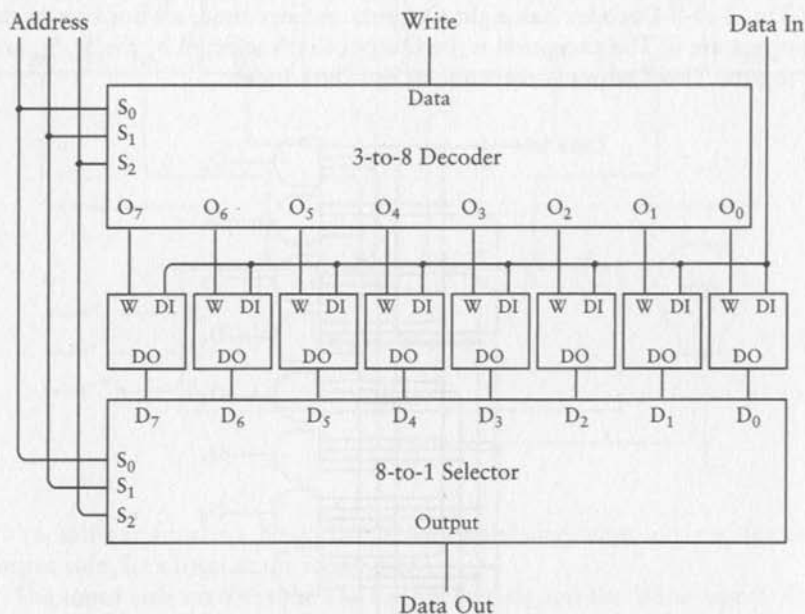 Address Write Data In
Data
S₀
S₁
S₂
3-to-8 Decoder
O₇ O₆ O₅ O₄ O₃ O₂ O₁ O₀
W DI W DI W DI W DI W DI W DI W DI W DI
DO DO DO DO DO DO DO DO
D₇ D₆ D₅ D₄ D₃ D₂ D₁ D₀
S₀
S₁
S₂
8-to-1 Selector
Output
Data Out